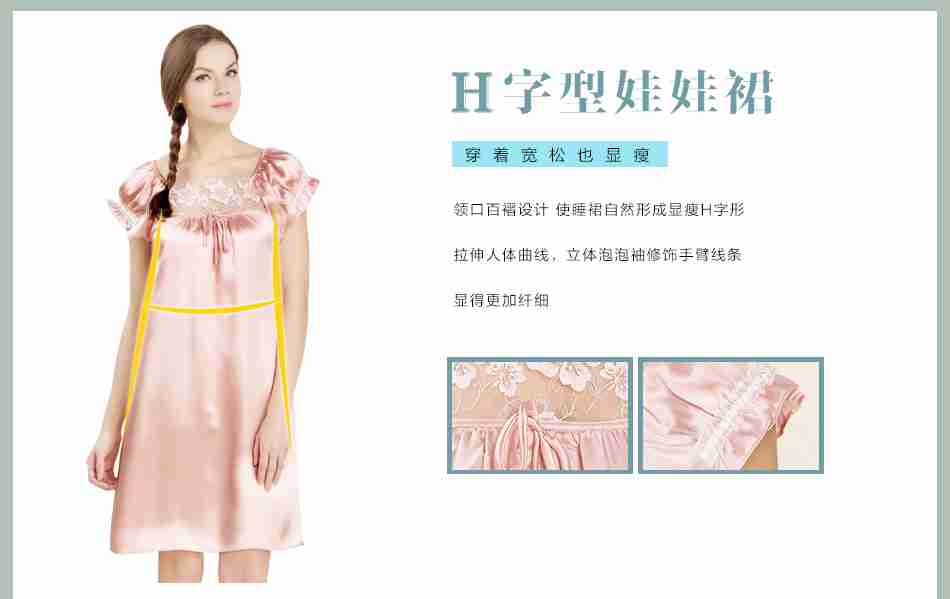 H字型娃娃裙
穿着宽松也显瘦
领口百褶设计 使睡裙自然形成显瘦H字形
拉伸人体曲线，立体泡泡袖修饰手臂线条
显得更加纤细